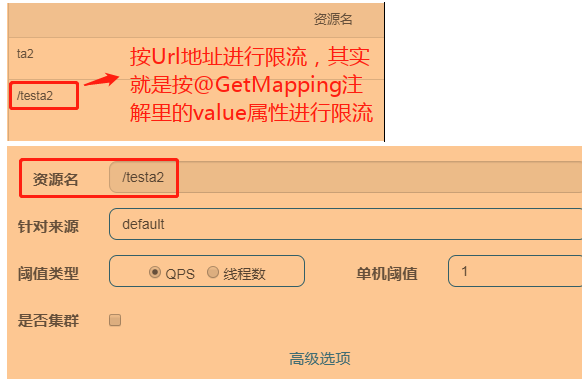 资源名
ta2
/testa2
按Url地址进行限流，其实
就是按@GetMapping注
解里的value属性进行限流
资源名 /testa2
针对来源 default
阈值类型 QPS 线程数 单机阈值 1
是否集群
高级选项